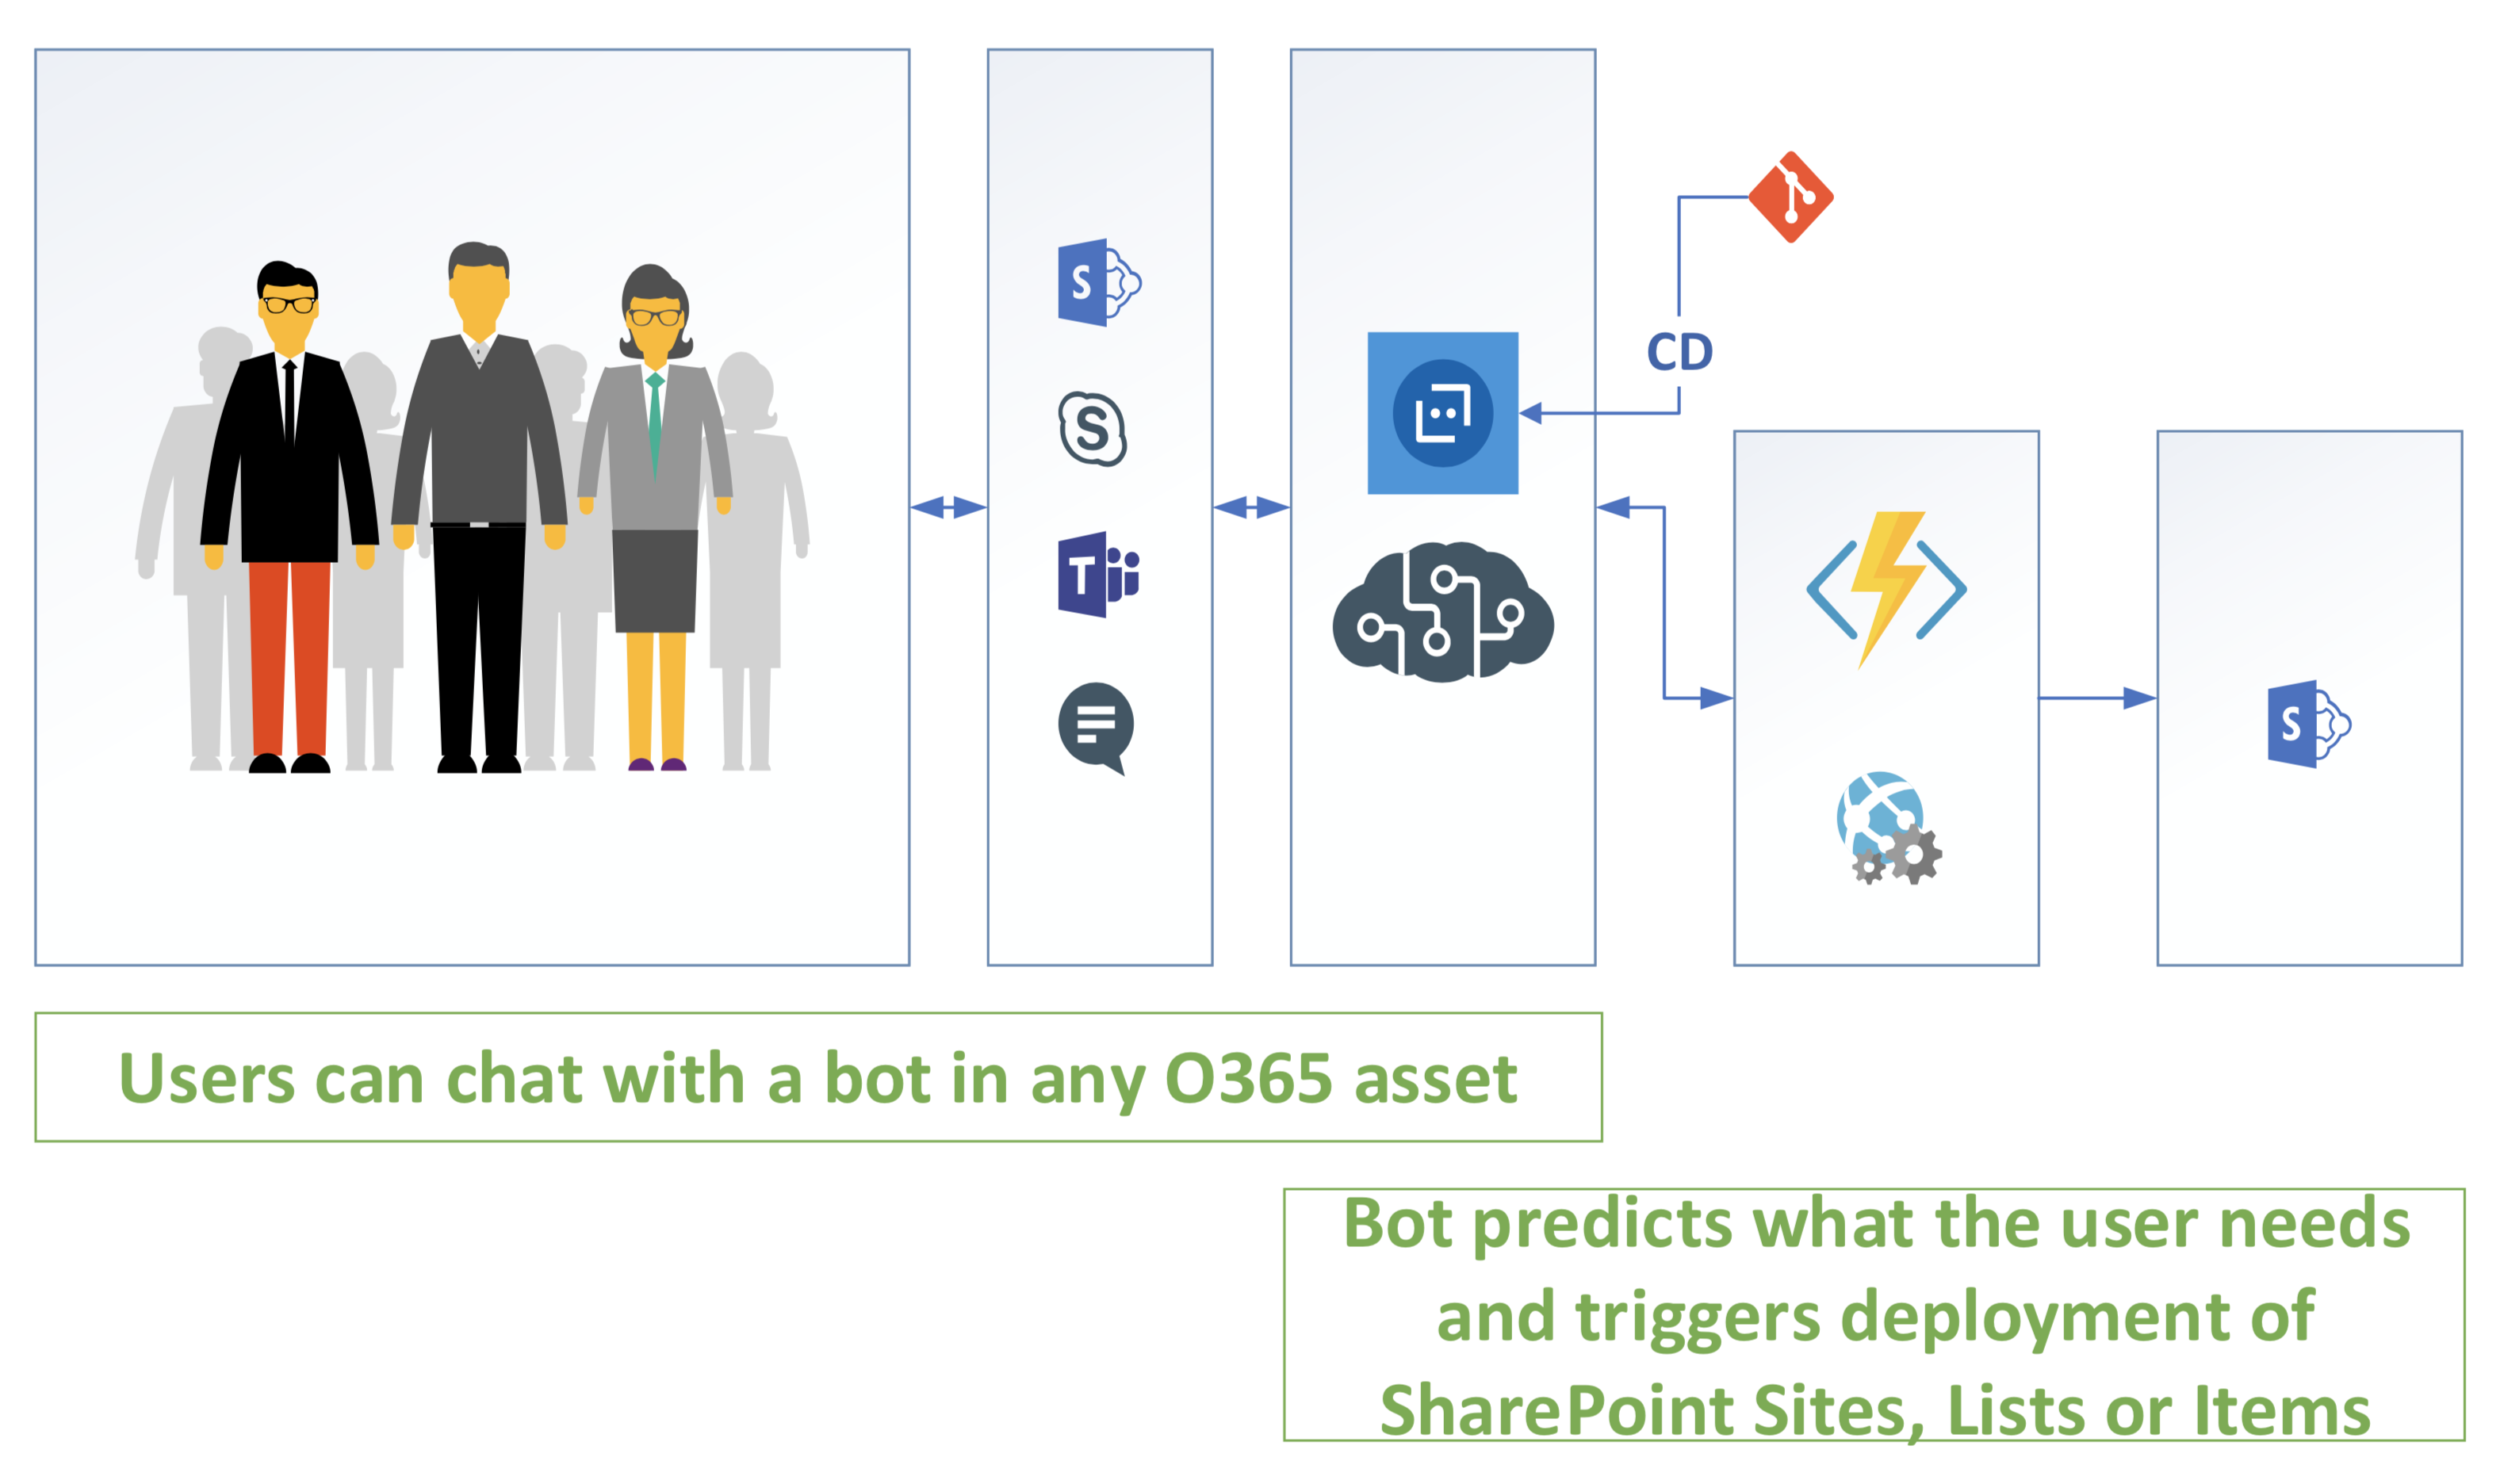 S
S
T
CD
S
Users can chat with a bot in any O365 asset
Bot predicts what the user needs
and triggers deployment of
SharePoint Sites, Lists or Items